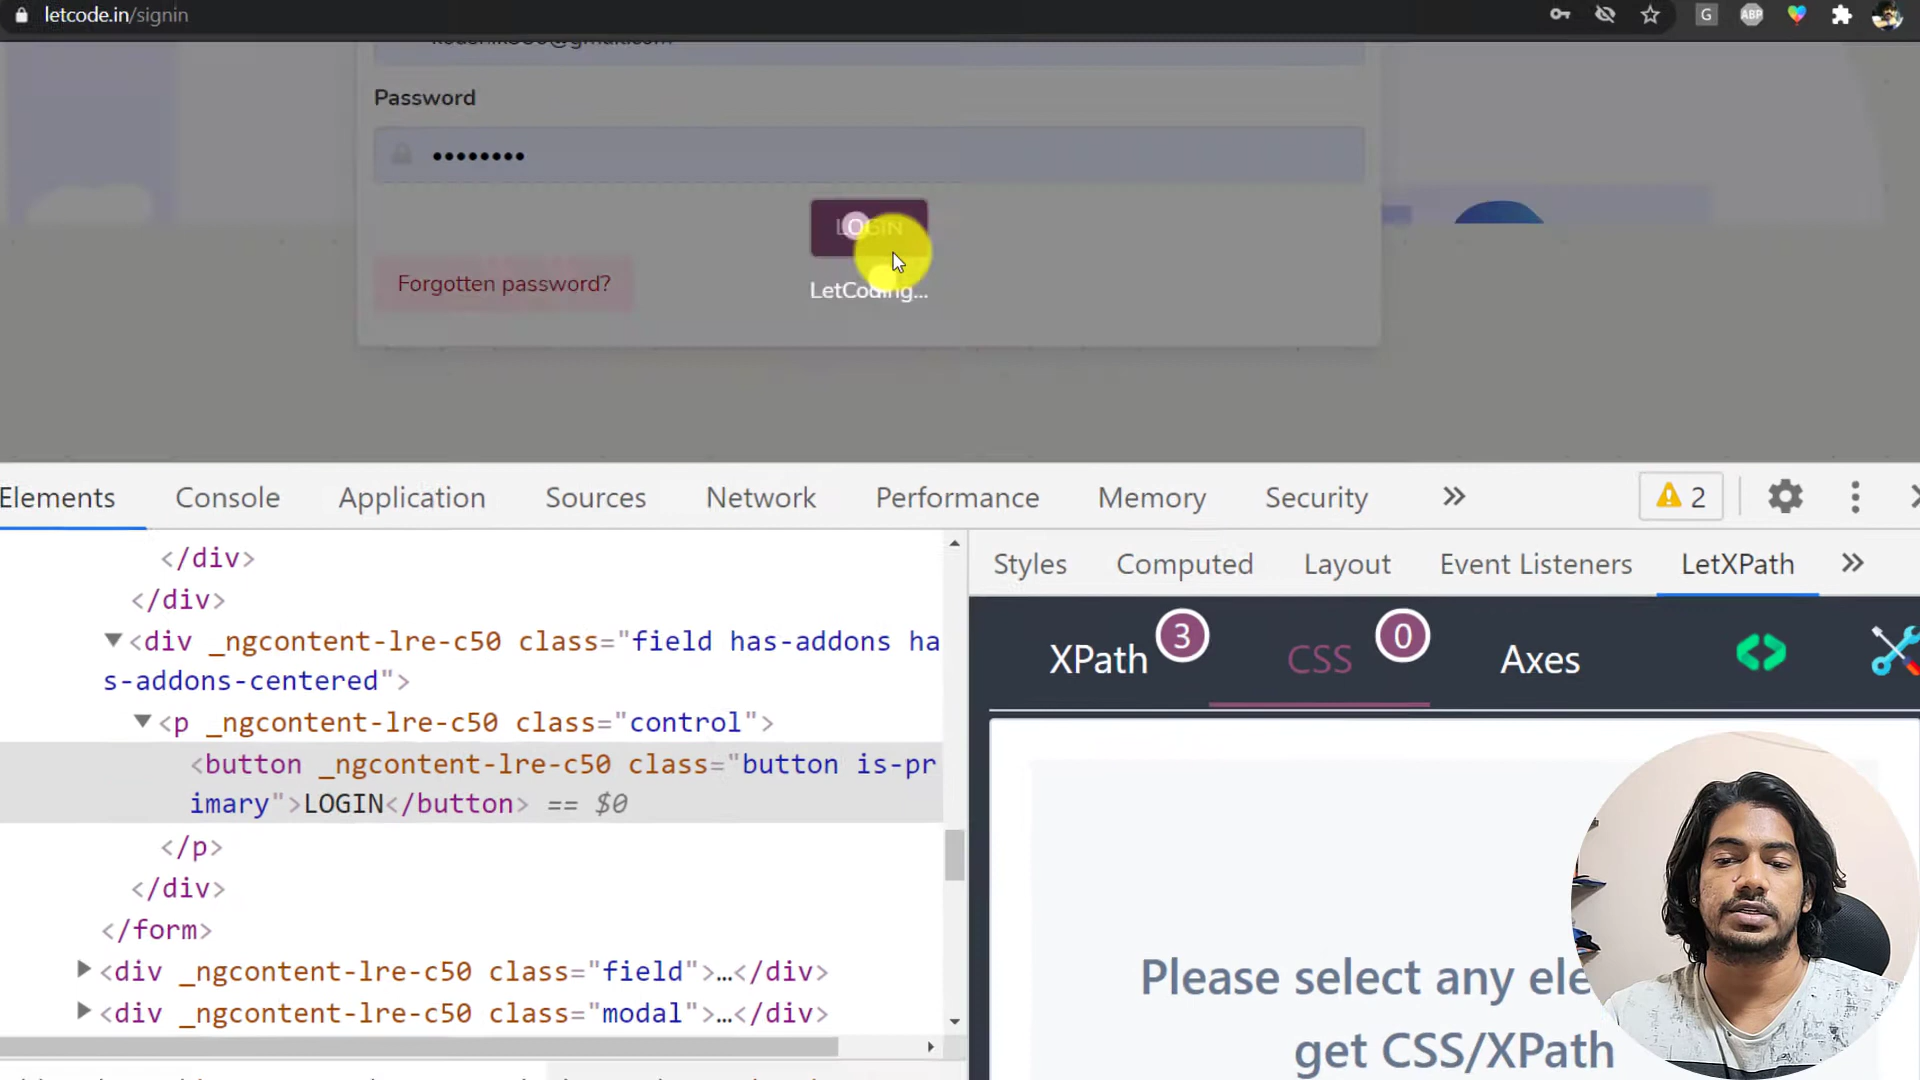 letcode.in/signin
G
ABP
Password
LOGIN
Forgotten password?
LetCoding...
Elements Console Application Sources Network Performance Memory Security » 2
</div>
</div>
<div _ngcontent-lre-c50 class="field has-addons ha
s-addons-centered">
<p _ngcontent-lre-c50 class="control">
<button _ngcontent-lre-c50 class="button is-pr
imary">LOGIN</button> == $0
</p>
</div>
</form>
<div _ngcontent-lre-c50 class="field">…</div>
<div _ngcontent-lre-c50 class="modal">…</div>
Styles Computed Layout Event Listeners LetXPath »
XPath 3 CSS 0 Axes
Please select any
get CSS/XPath